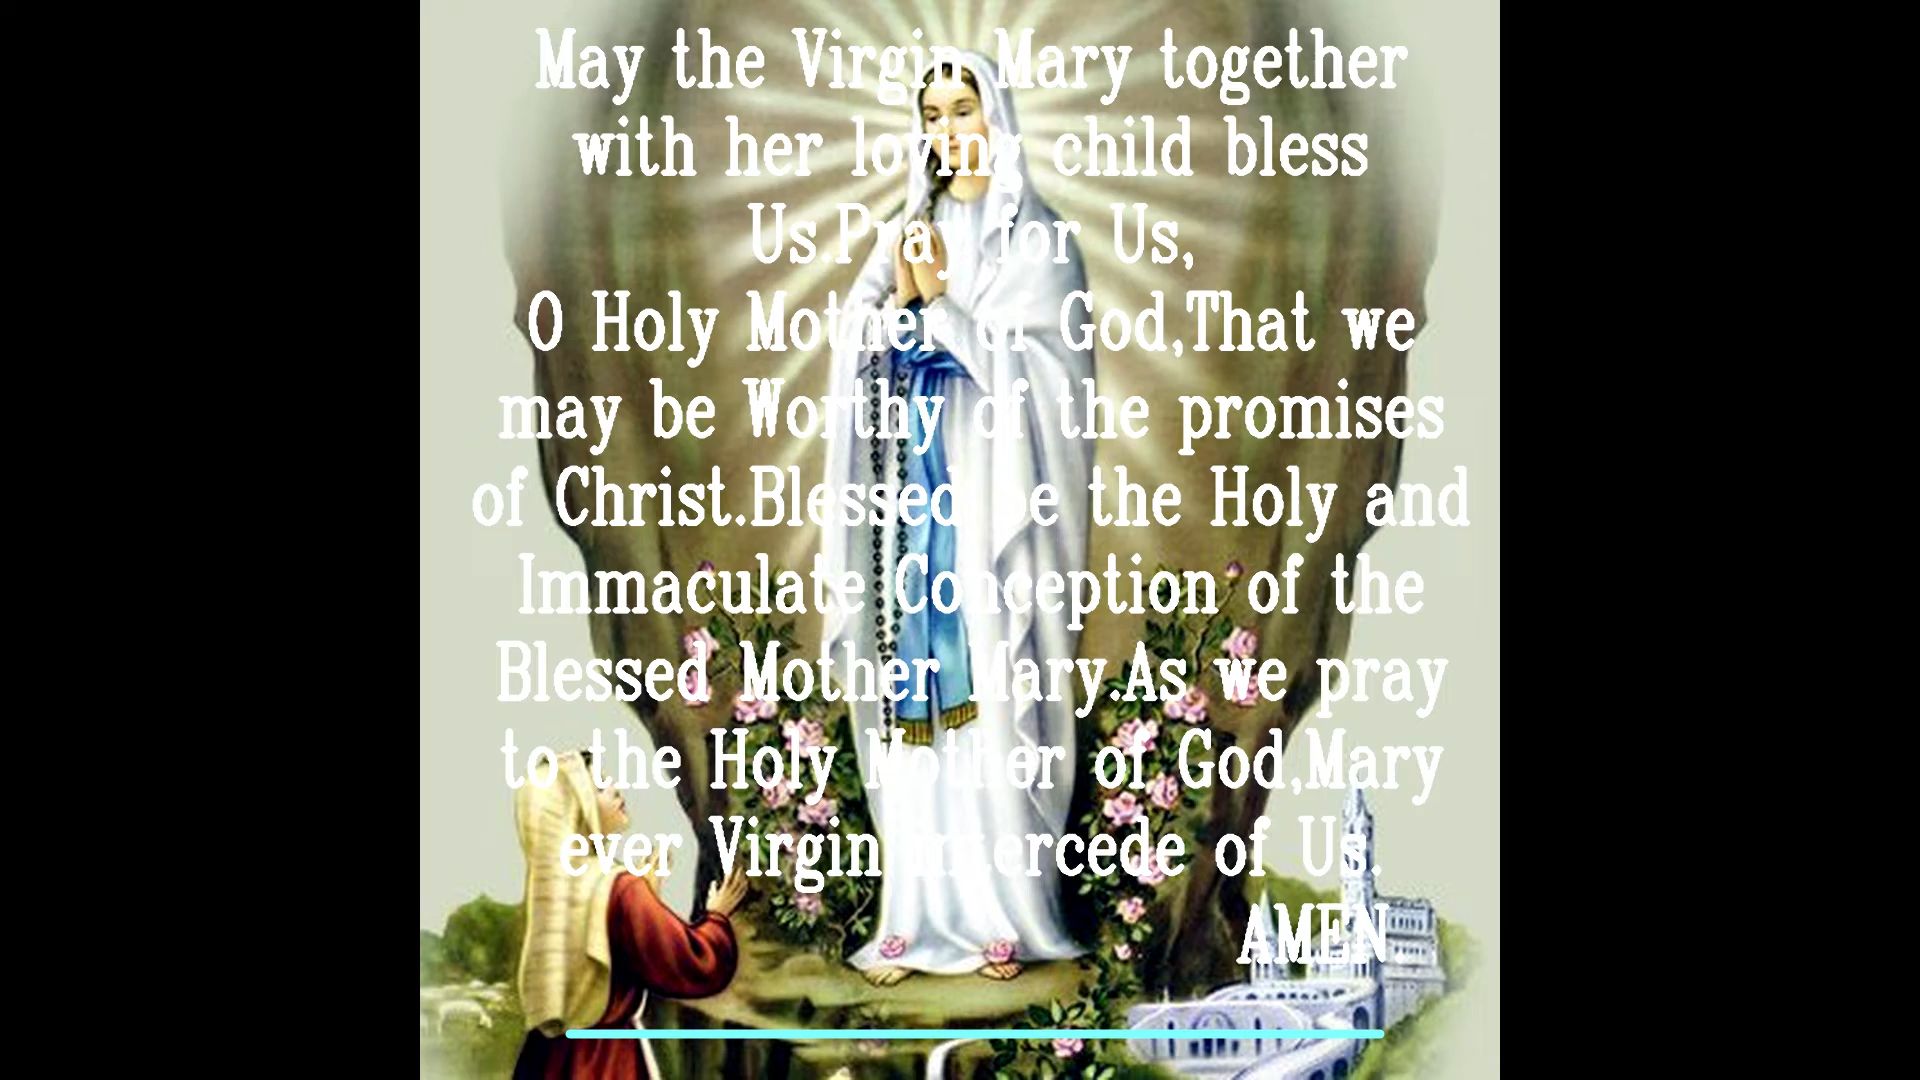 May the Virgin Mary together
with her loving child bless
Us.Pray for Us,
O Holy Mother of God,That we
may be Worthy of the promises
of Christ.Blessed be the Holy and
Immaculate Conception of the
Blessed Mother Mary.As we pray
to the Holy Mother of God,Mary
ever Virgin intercede of Us.
AMEN.